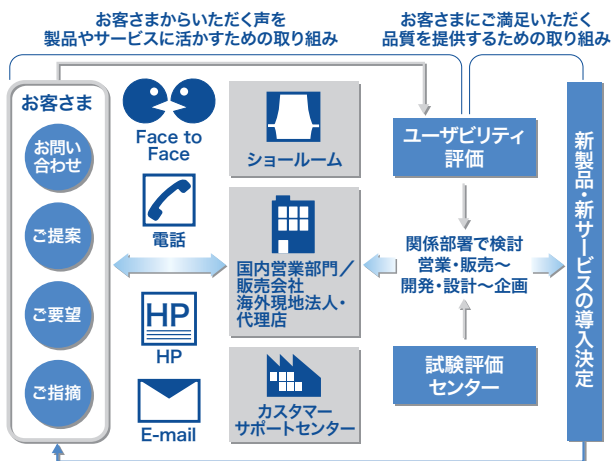 お客さまからいただく声を
製品やサービスに活かすための取り組み
お客さまにご満足いただく
品質を提供するための取り組み
お客さま
お問い
合わせ
ご提案
ご要望
ご指摘
Face to
Face
電話
HP
HP
E-mail
ショールーム
国内営業部門／
販売会社
海外現地法人・
代理店
カスタマー
サポートセンター
ユーザビリティ
評価
関係部署で検討
営業・販売～
開発・設計～企画
試験評価
センター
新製品・新サービスの導入決定